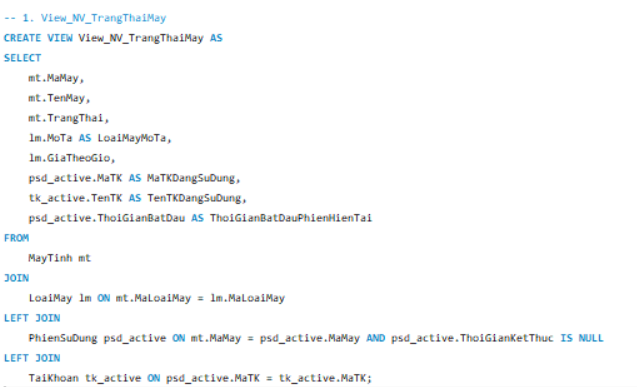 -- 1. View_NV_TrangThaiMay
CREATE VIEW View_NV_TrangThaiMay AS
SELECT
mt.MaMay,
mt.TenMay,
mt.TrangThai,
lm.MoTa AS LoaiMayMoTa,
lm.GiaTheoGio,
psd_active.MaTK AS MaTKDangSuDung,
tk_active.TenTK AS TenTKDangSuDung,
psd_active.ThoiGianBatDau AS ThoiGianBatDauPhienHienTai
FROM
MayTinh mt
JOIN
LoaiMay lm ON mt.MaLoaiMay = lm.MaLoaiMay
LEFT JOIN
PhienSuDung psd_active ON mt.MaMay = psd_active.MaMay AND psd_active.ThoiGianKetThuc IS NULL
LEFT JOIN
TaiKhoan tk_active ON psd_active.MaTK = tk_active.MaTK;